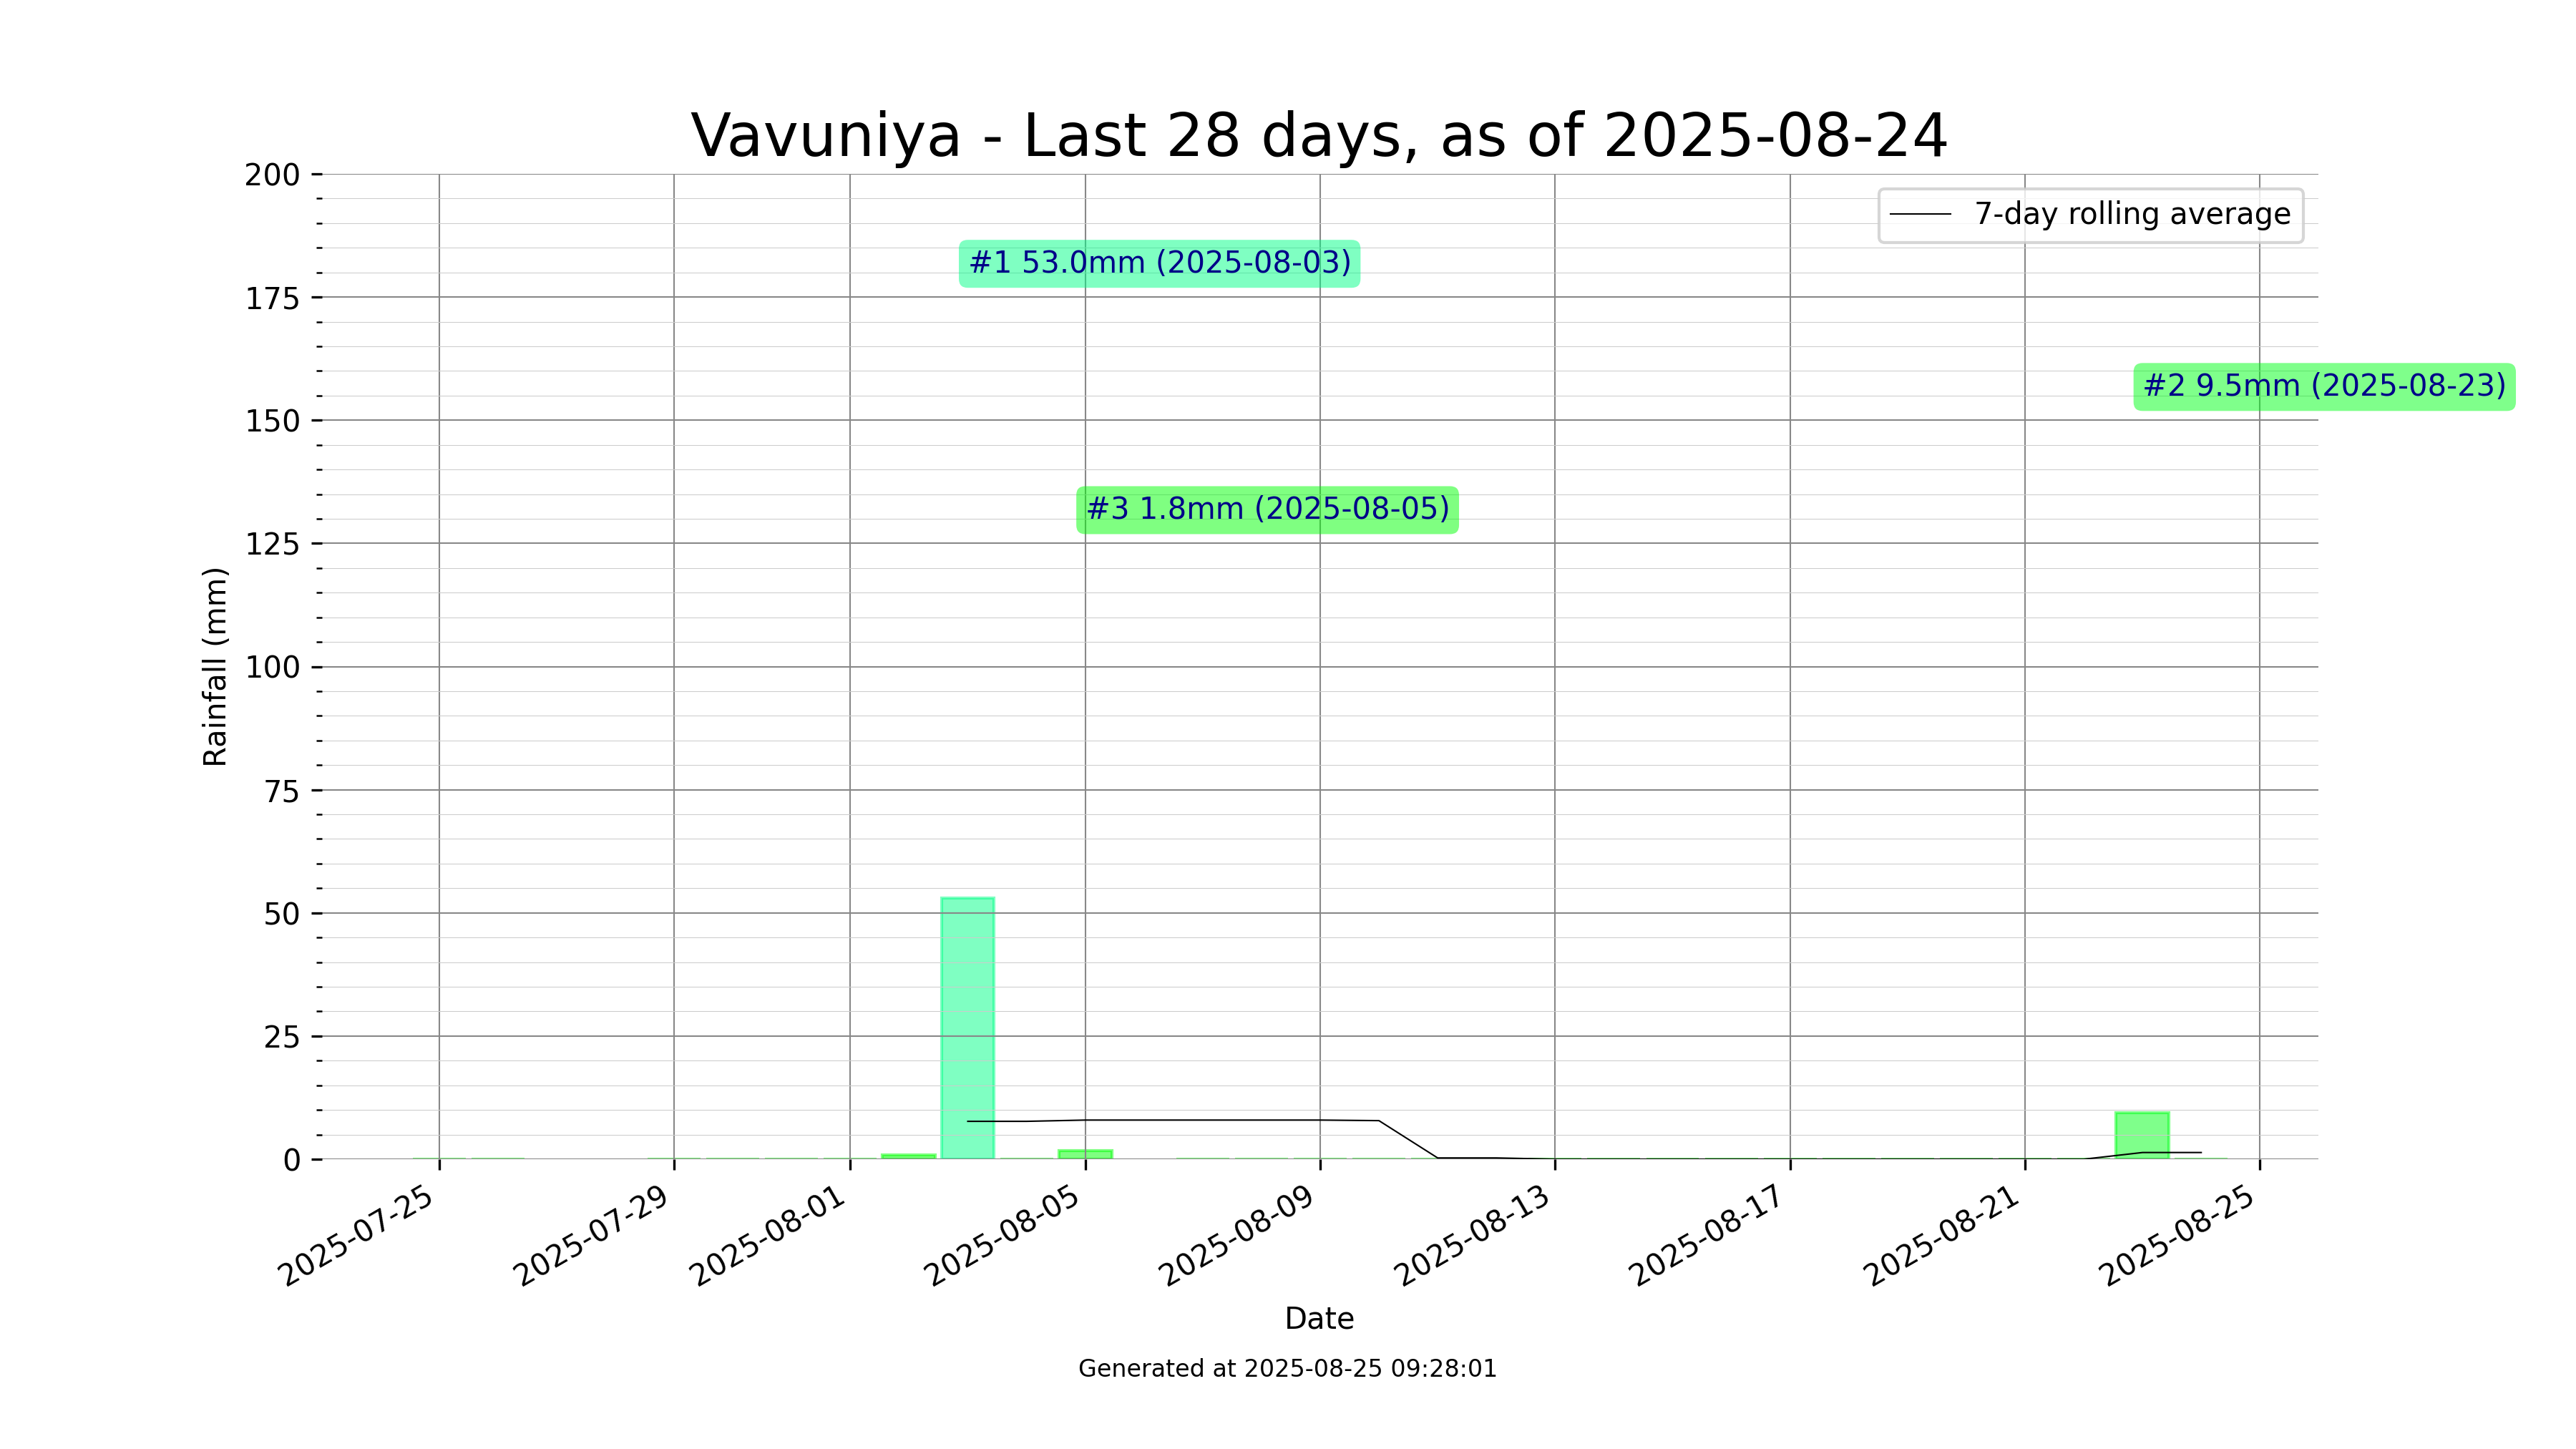 Vavuniya - Last 28 days, as of 2025-08-24
200
175
150
125
100
75
50
25
0
Rainfall (mm)
7-day rolling average
#1 53.0mm (2025-08-03)
#2 9.5mm (2025-08-23)
#3 1.8mm (2025-08-05)
2025-07-25
2025-07-29
2025-08-01
2025-08-05
2025-08-09
2025-08-13
2025-08-17
2025-08-21
2025-08-25
Date
Generated at 2025-08-25 09:28:01